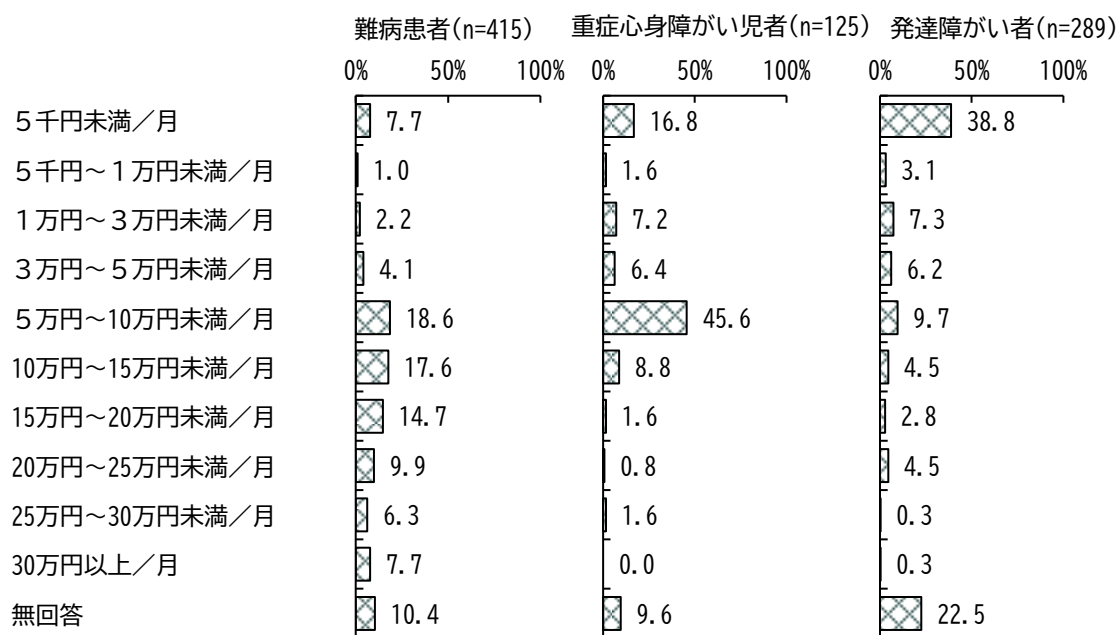 難病患者(n=415) 重症心身障がい児者(n=125) 発達障がい者(n=289)
0% 50% 100% 0% 50% 100% 0% 50% 100%
５千円未満／月 7.7 16.8 38.8
５千円～１万円未満／月 1.0 1.6 3.1
１万円～３万円未満／月 2.2 7.2 7.3
３万円～５万円未満／月 4.1 6.4 6.2
５万円～10万円未満／月 18.6 45.6 9.7
10万円～15万円未満／月 17.6 8.8 4.5
15万円～20万円未満／月 14.7 1.6 2.8
20万円～25万円未満／月 9.9 0.8 4.5
25万円～30万円未満／月 6.3 1.6 0.3
30万円以上／月 7.7 0.0 0.3
無回答 10.4 9.6 22.5